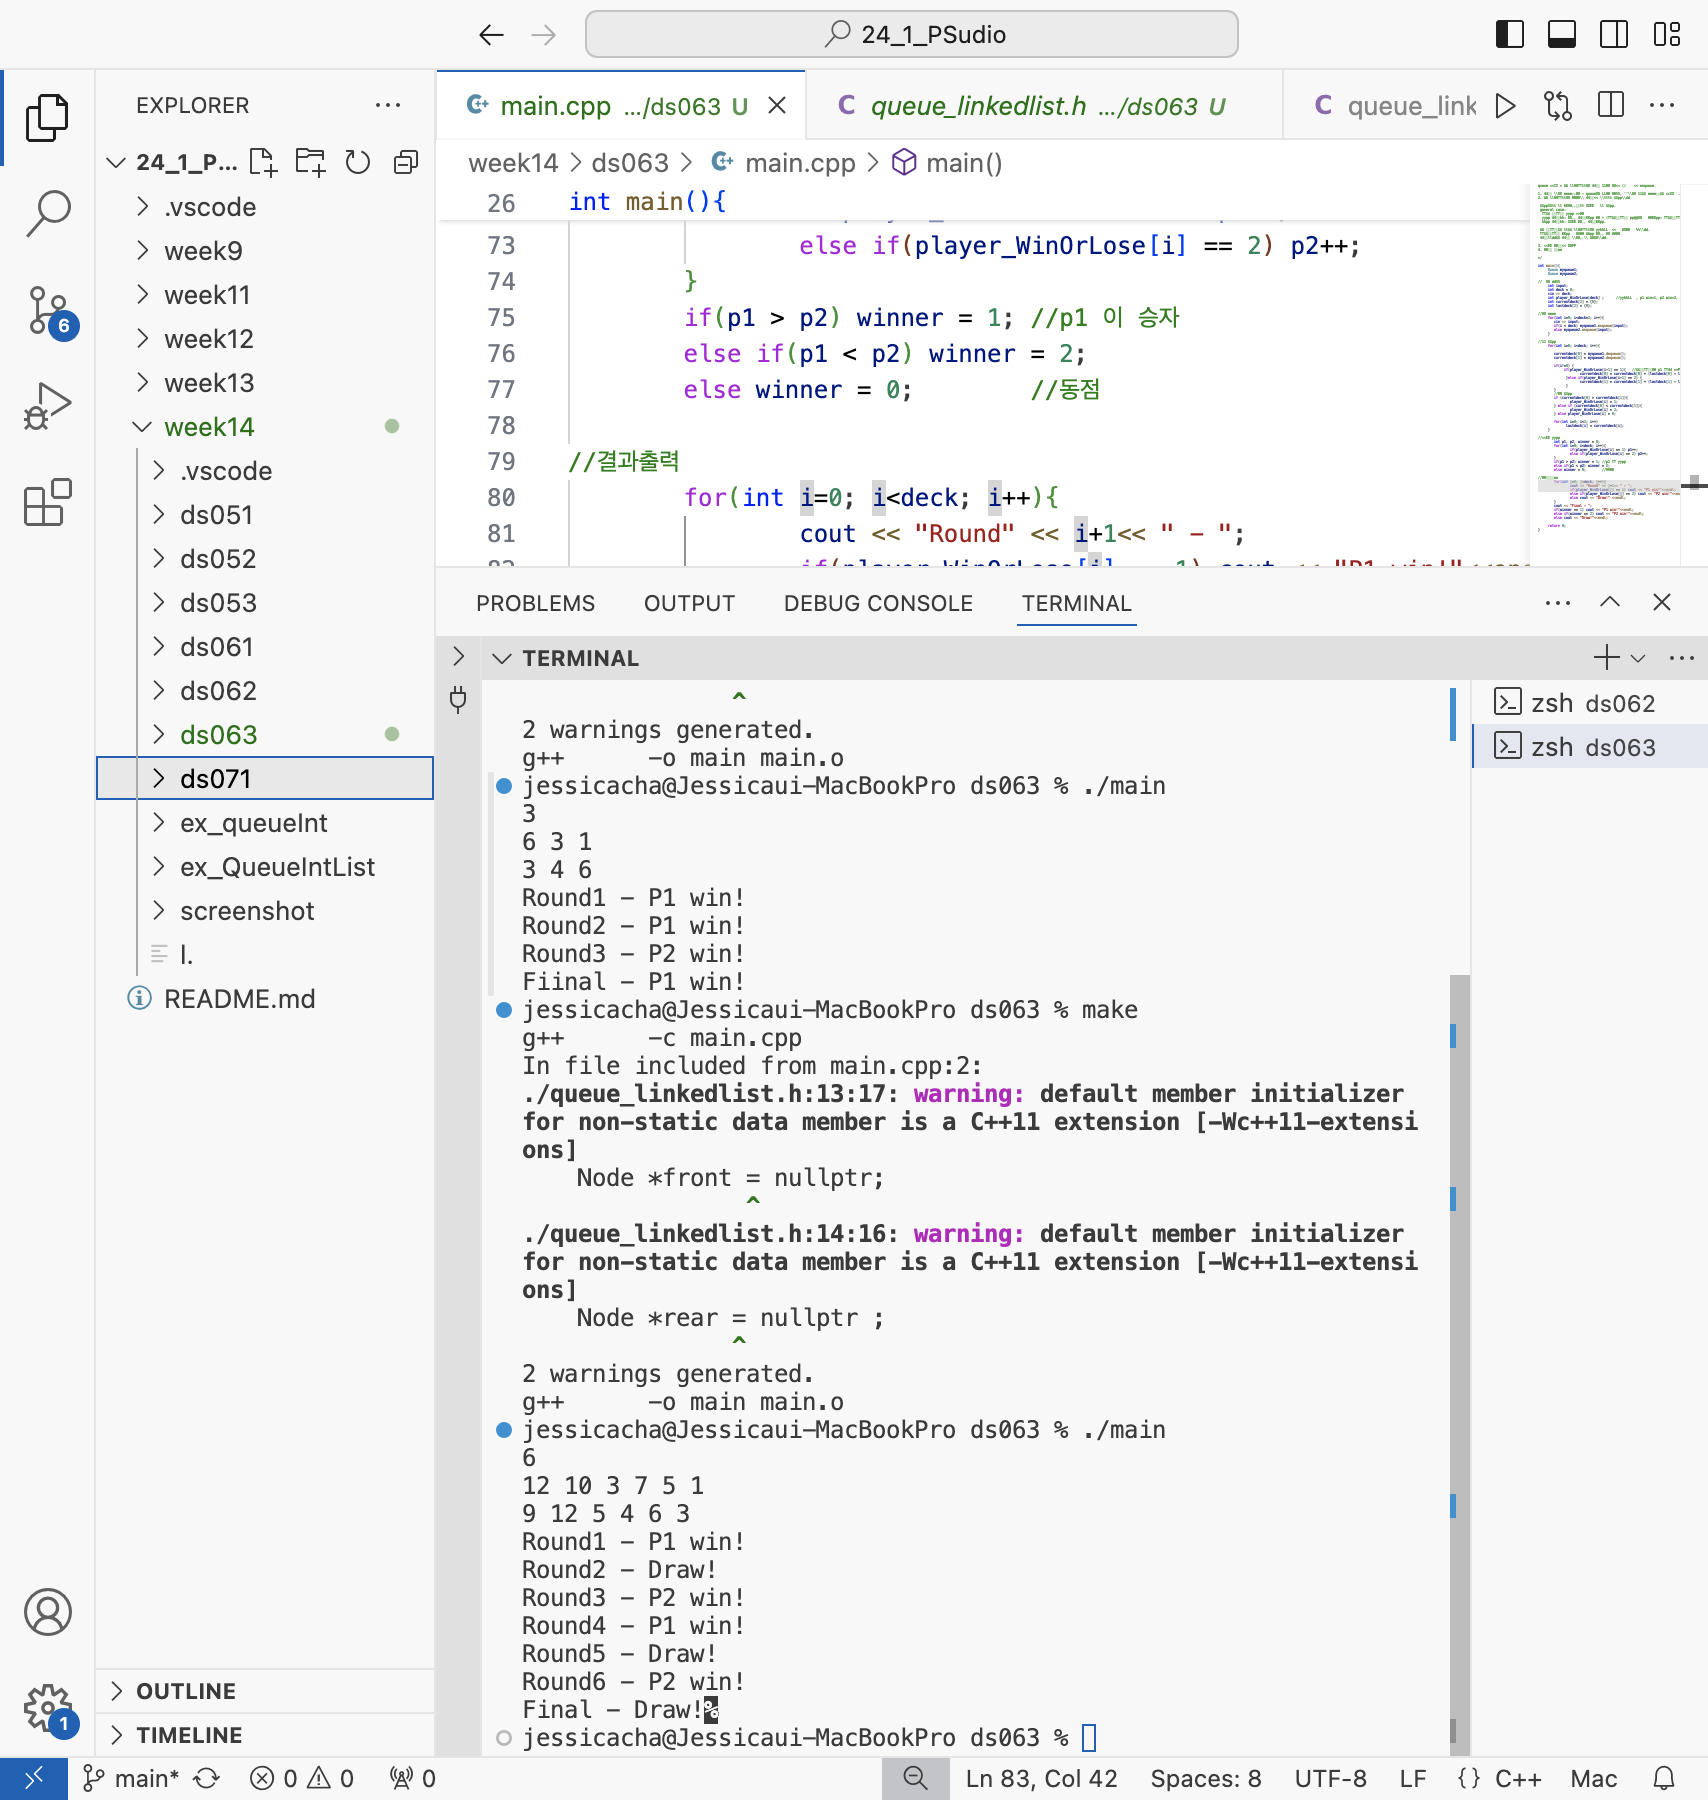 24_1_PSudio
EXPLORER
24_1_P...
.vscode
week9
week11
week12
week13
week14
.vscode
ds051
ds052
ds053
ds061
ds062
ds063
ds071
ex_queueInt
ex_QueueIntList
screenshot
l.
README.md
OUTLINE
TIMELINE
6
1
main.cpp .../ds063 U
queue_linkedlist.h .../ds063 U
queue_link
week14 > ds063 > main.cpp > main()
26 int main(){
73 else if(player_WinOrLose[i] == 2) p2++;
74 }
75 if(p1 > p2) winner = 1; //p1 이 승자
76 else if(p1 < p2) winner = 2;
77 else winner = 0; //동점
78
79 //결과출력
80 for(int i=0; i<deck; i++){
81 cout << "Round" << i+1<< " - ";
PROBLEMS OUTPUT DEBUG CONSOLE TERMINAL
TERMINAL
^
2 warnings generated.
g++ -o main main.o
jessicacha@Jessicaui-MacBookPro ds063 % ./main
3
6 3 1
3 4 6
Round1 - P1 win!
Round2 - P1 win!
Round3 - P2 win!
Fiinal - P1 win!
jessicacha@Jessicaui-MacBookPro ds063 % make
g++ -c main.cpp
In file included from main.cpp:2:
./queue_linkedlist.h:13:17: warning: default member initializer
for non-static data member is a C++11 extension [-Wc++11-extensi
ons]
Node *front = nullptr;
^
./queue_linkedlist.h:14:16: warning: default member initializer
for non-static data member is a C++11 extension [-Wc++11-extensi
ons]
Node *rear = nullptr ;
^
2 warnings generated.
g++ -o main main.o
jessicacha@Jessicaui-MacBookPro ds063 % ./main
6
12 10 3 7 5 1
9 12 5 4 6 3
Round1 - P1 win!
Round2 - Draw!
Round3 - P2 win!
Round4 - P1 win!
Round5 - Draw!
Round6 - P2 win!
Final - Draw!%
jessicacha@Jessicaui-MacBookPro ds063 %
zsh ds062
zsh ds063
main* 0 0 0 Ln 83, Col 42 Spaces: 8 UTF-8 LF {} C++ Mac